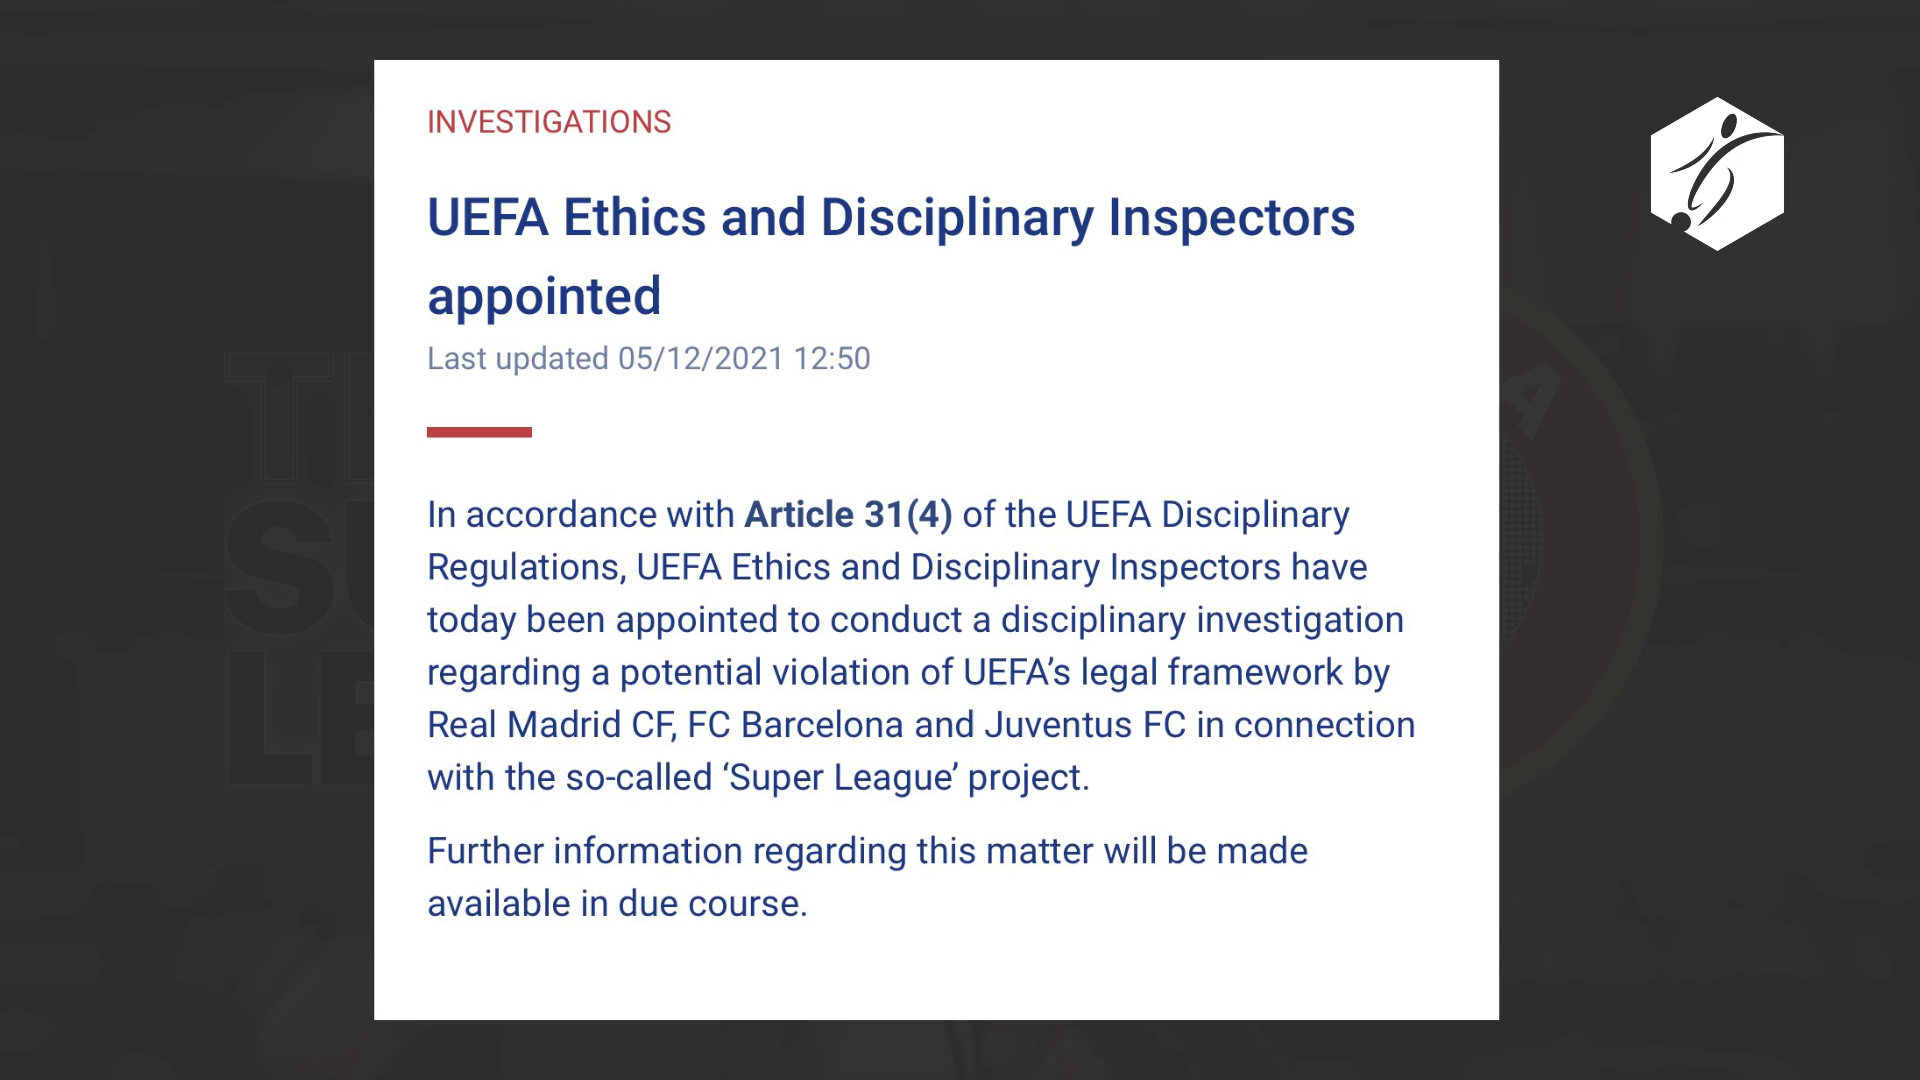 INVESTIGATIONS
UEFA Ethics and Disciplinary Inspectors
appointed
Last updated 05/12/2021 12:50
In accordance with Article 31(4) of the UEFA Disciplinary
Regulations, UEFA Ethics and Disciplinary Inspectors have
today been appointed to conduct a disciplinary investigation
regarding a potential violation of UEFA’s legal framework by
Real Madrid CF, FC Barcelona and Juventus FC in connection
with the so-called ‘Super League’ project.
Further information regarding this matter will be made
available in due course.